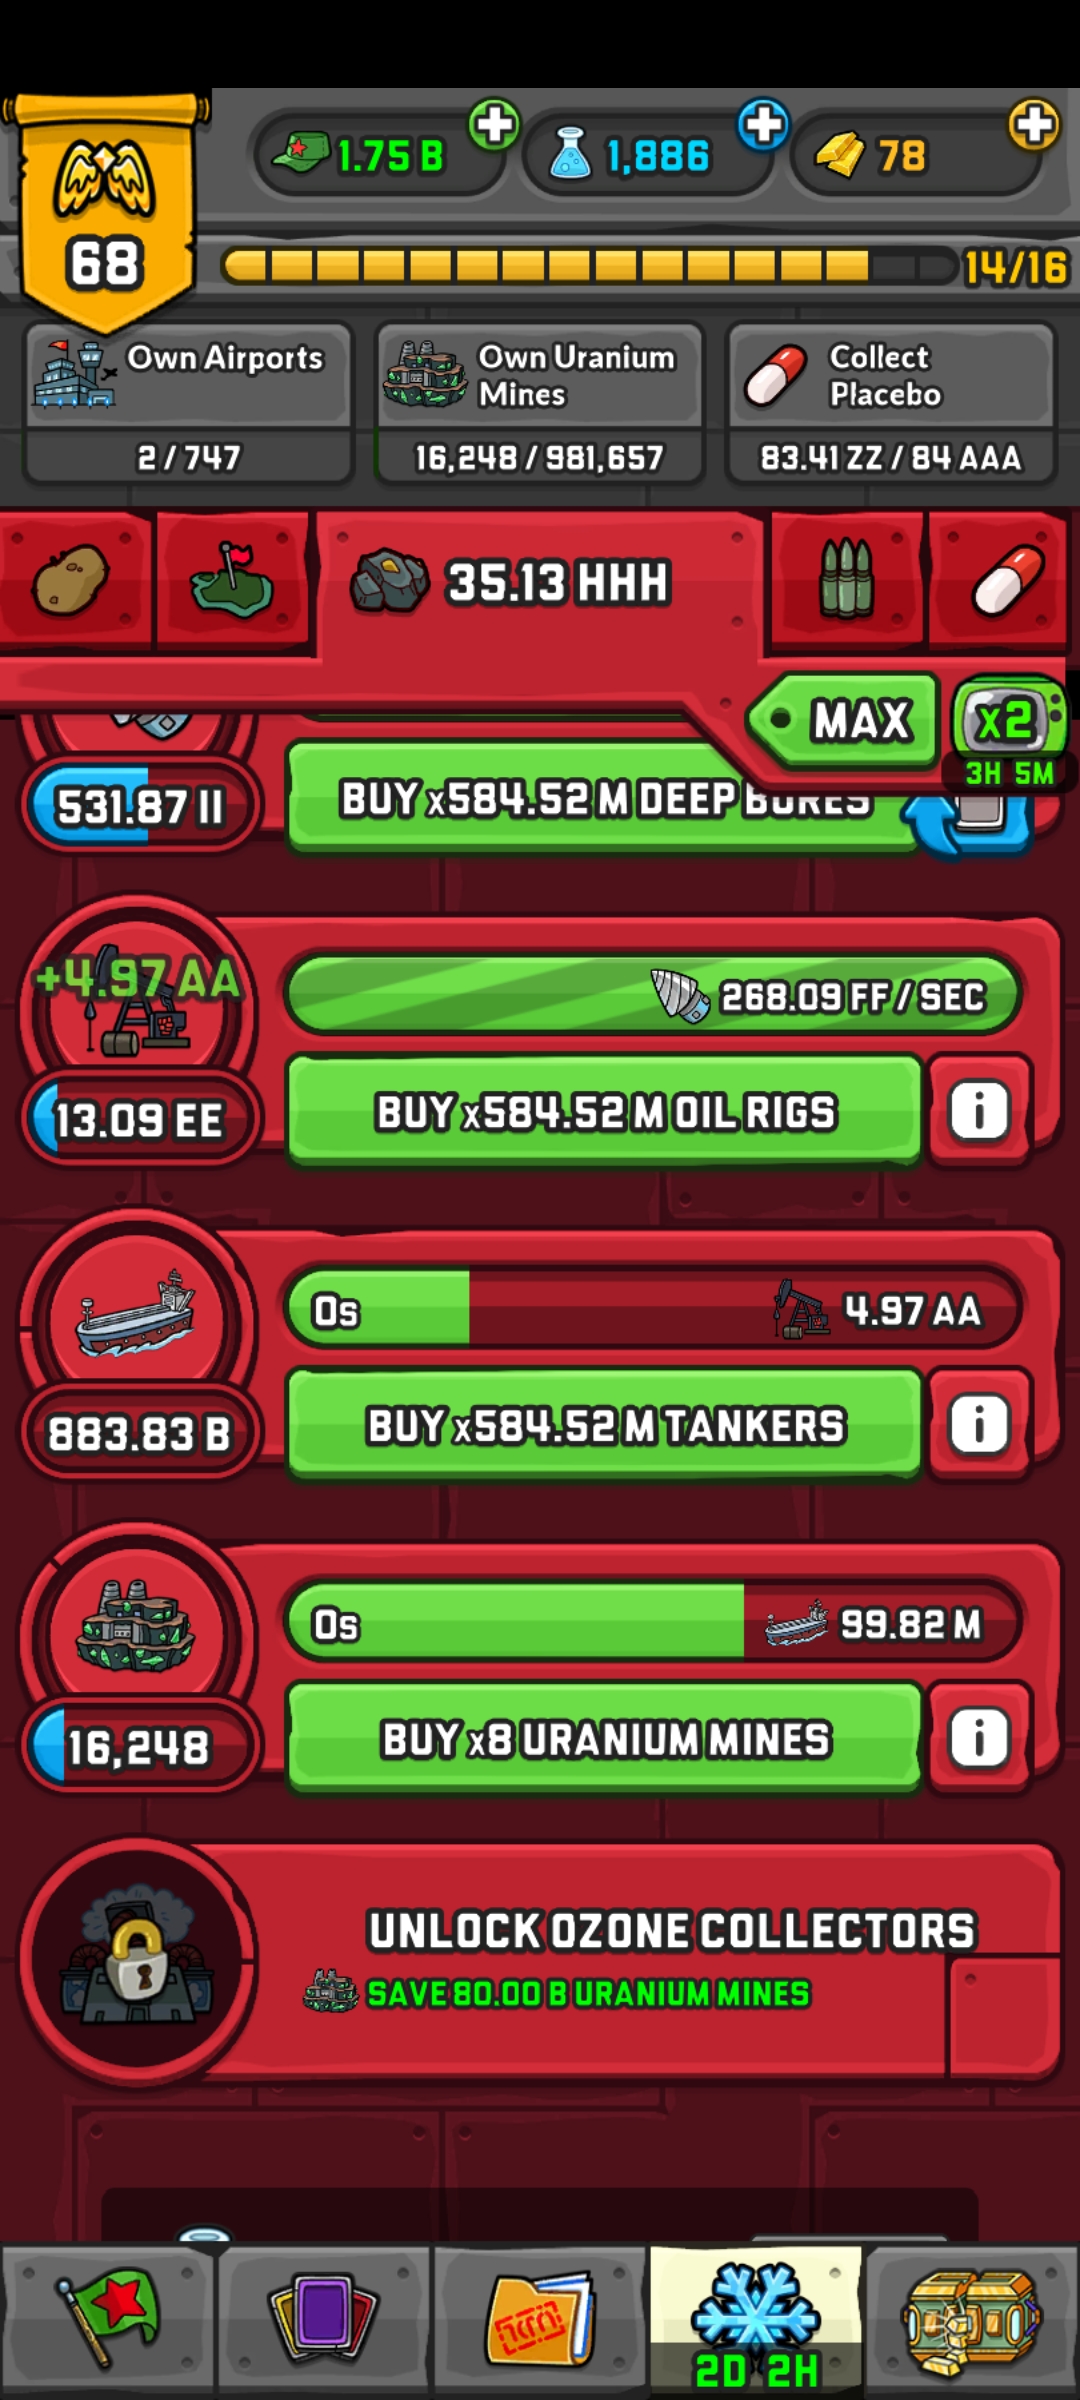 1.75 B
1,886
78
68
14/16
Own Airports
2 / 747
Own Uranium
Mines
16,248 / 981,657
Collect
Placebo
83.41 ZZ / 84 AAA
35.13 HHH
MAX
x2
3H 5M
531.87 II
BUY x584.52 M DEEP BORES
+4.97 AA
268.09 FF / SEC
13.09 EE
BUY x584.52 M OIL RIGS
i
0s
4.97 AA
883.83 B
BUY x584.52 M TANKERS
i
0s
99.82 M
16,248
BUY x8 URANIUM MINES
i
UNLOCK OZONE COLLECTORS
SAVE 80.00 B URANIUM MINES
2D 2H